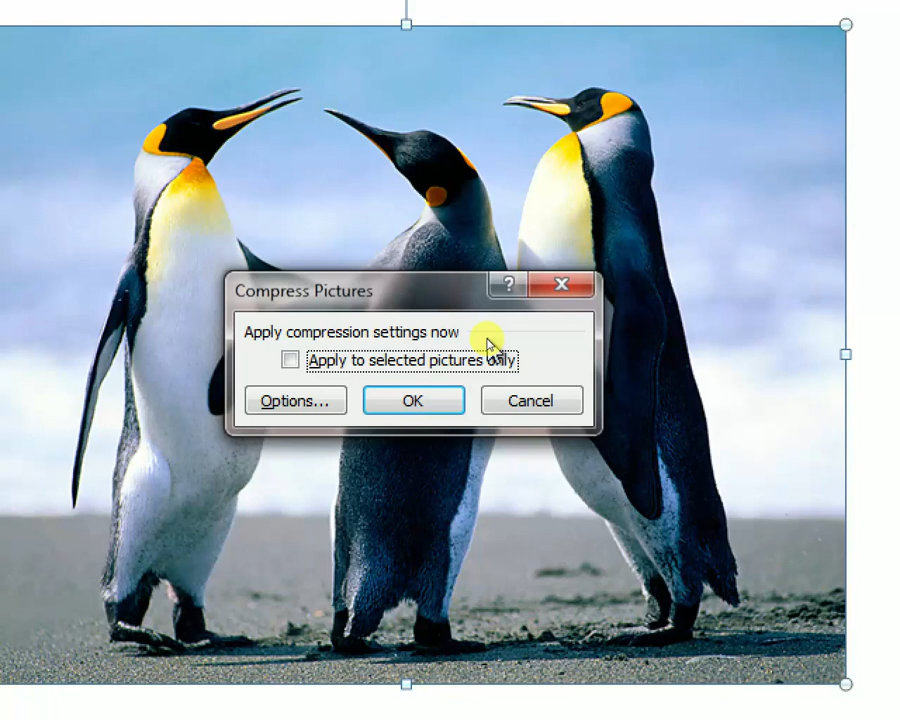 Compress Pictures
?
Apply compression settings now
Apply to selected pictures only
Options... OK Cancel